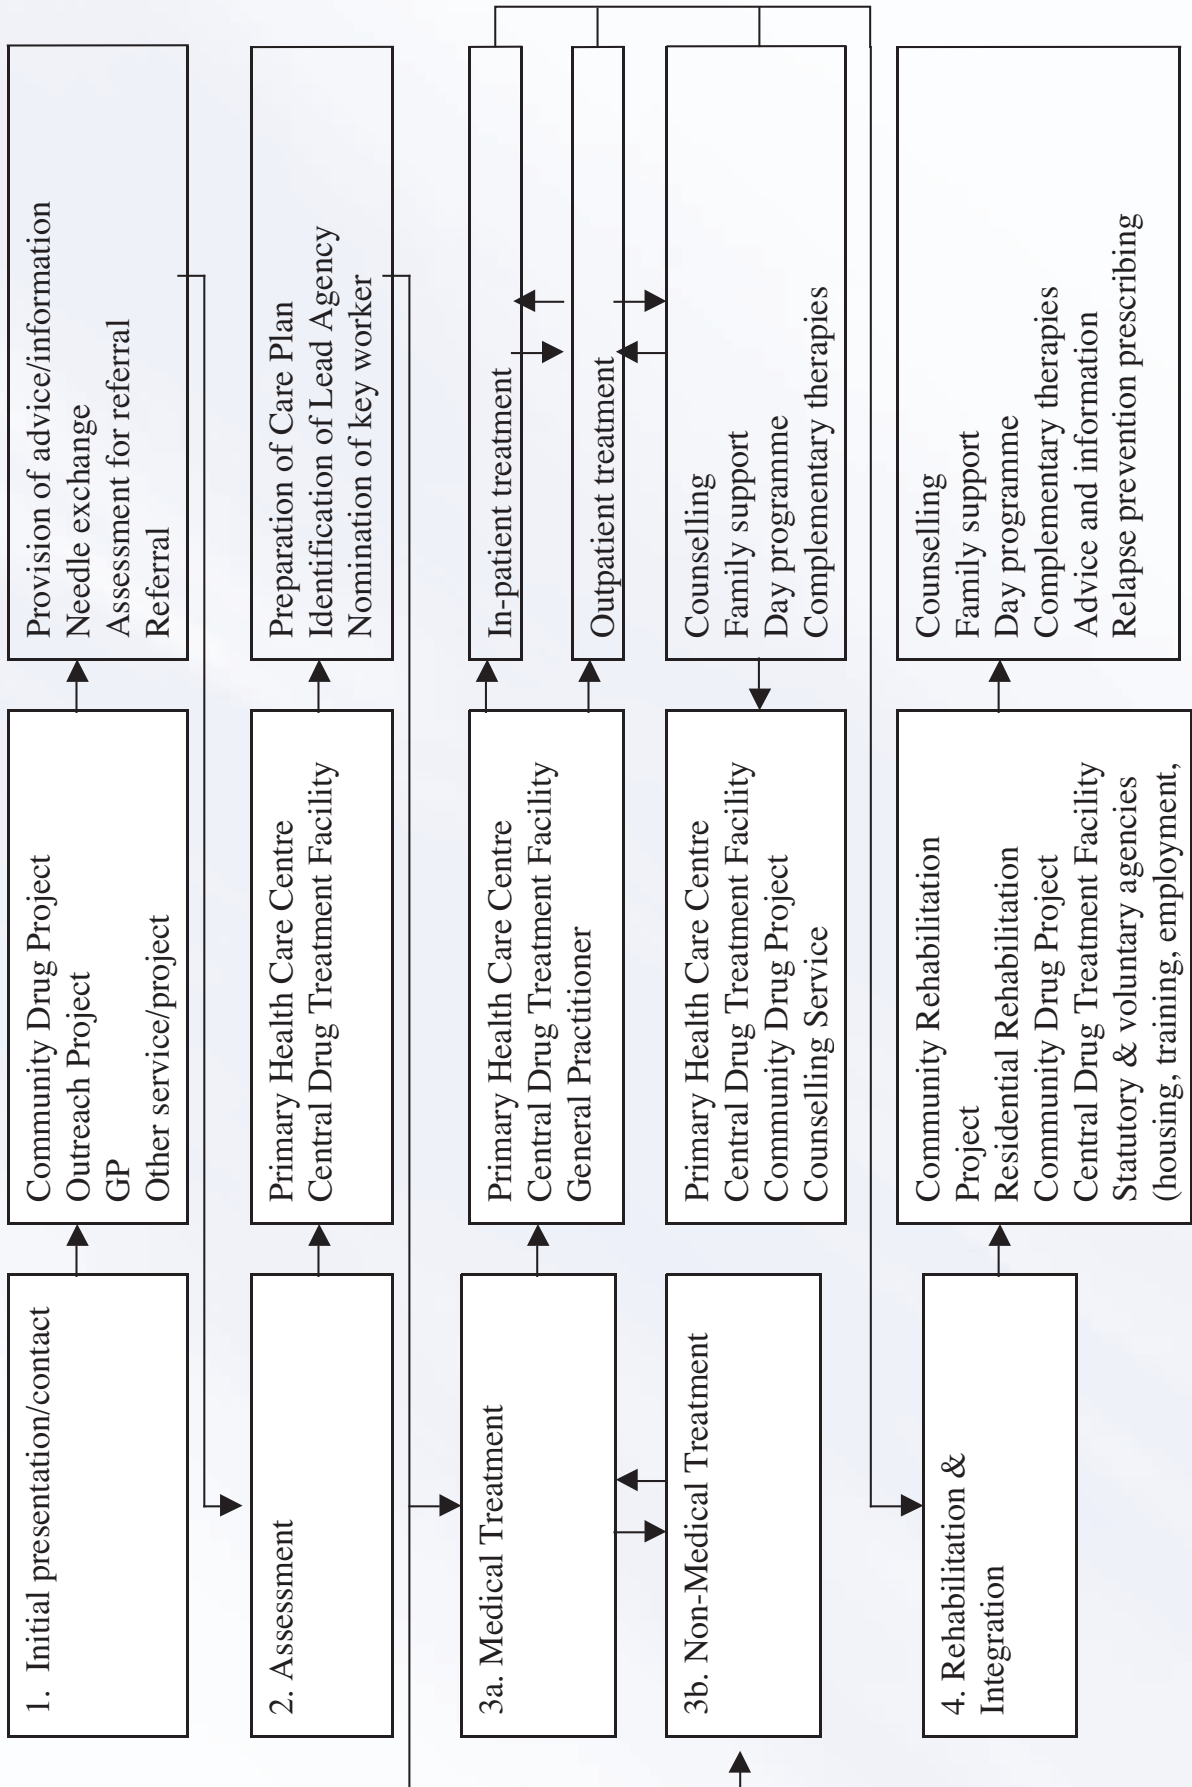 1. Initial presentation/contact
Community Drug Project
Outreach Project
GP
Other service/project
Provision of advice/information
Needle exchange
Assessment for referral
Referral
2. Assessment
Primary Health Care Centre
Central Drug Treatment Facility
Preparation of Care Plan
Identification of Lead Agency
Nomination of key worker
3a. Medical Treatment
Primary Health Care Centre
Central Drug Treatment Facility
General Practitioner
In-patient treatment
Outpatient treatment
3b. Non-Medical Treatment
Primary Health Care Centre
Central Drug Treatment Facility
Community Drug Project
Counselling Service
Counselling
Family support
Day programme
Complementary therapies
4. Rehabilitation &
Integration
Community Rehabilitation
Project
Residential Rehabilitation
Community Drug Project
Central Drug Treatment Facility
Statutory & voluntary agencies
(housing, training, employment,
Counselling
Family support
Day programme
Complementary therapies
Advice and information
Relapse prevention prescribing